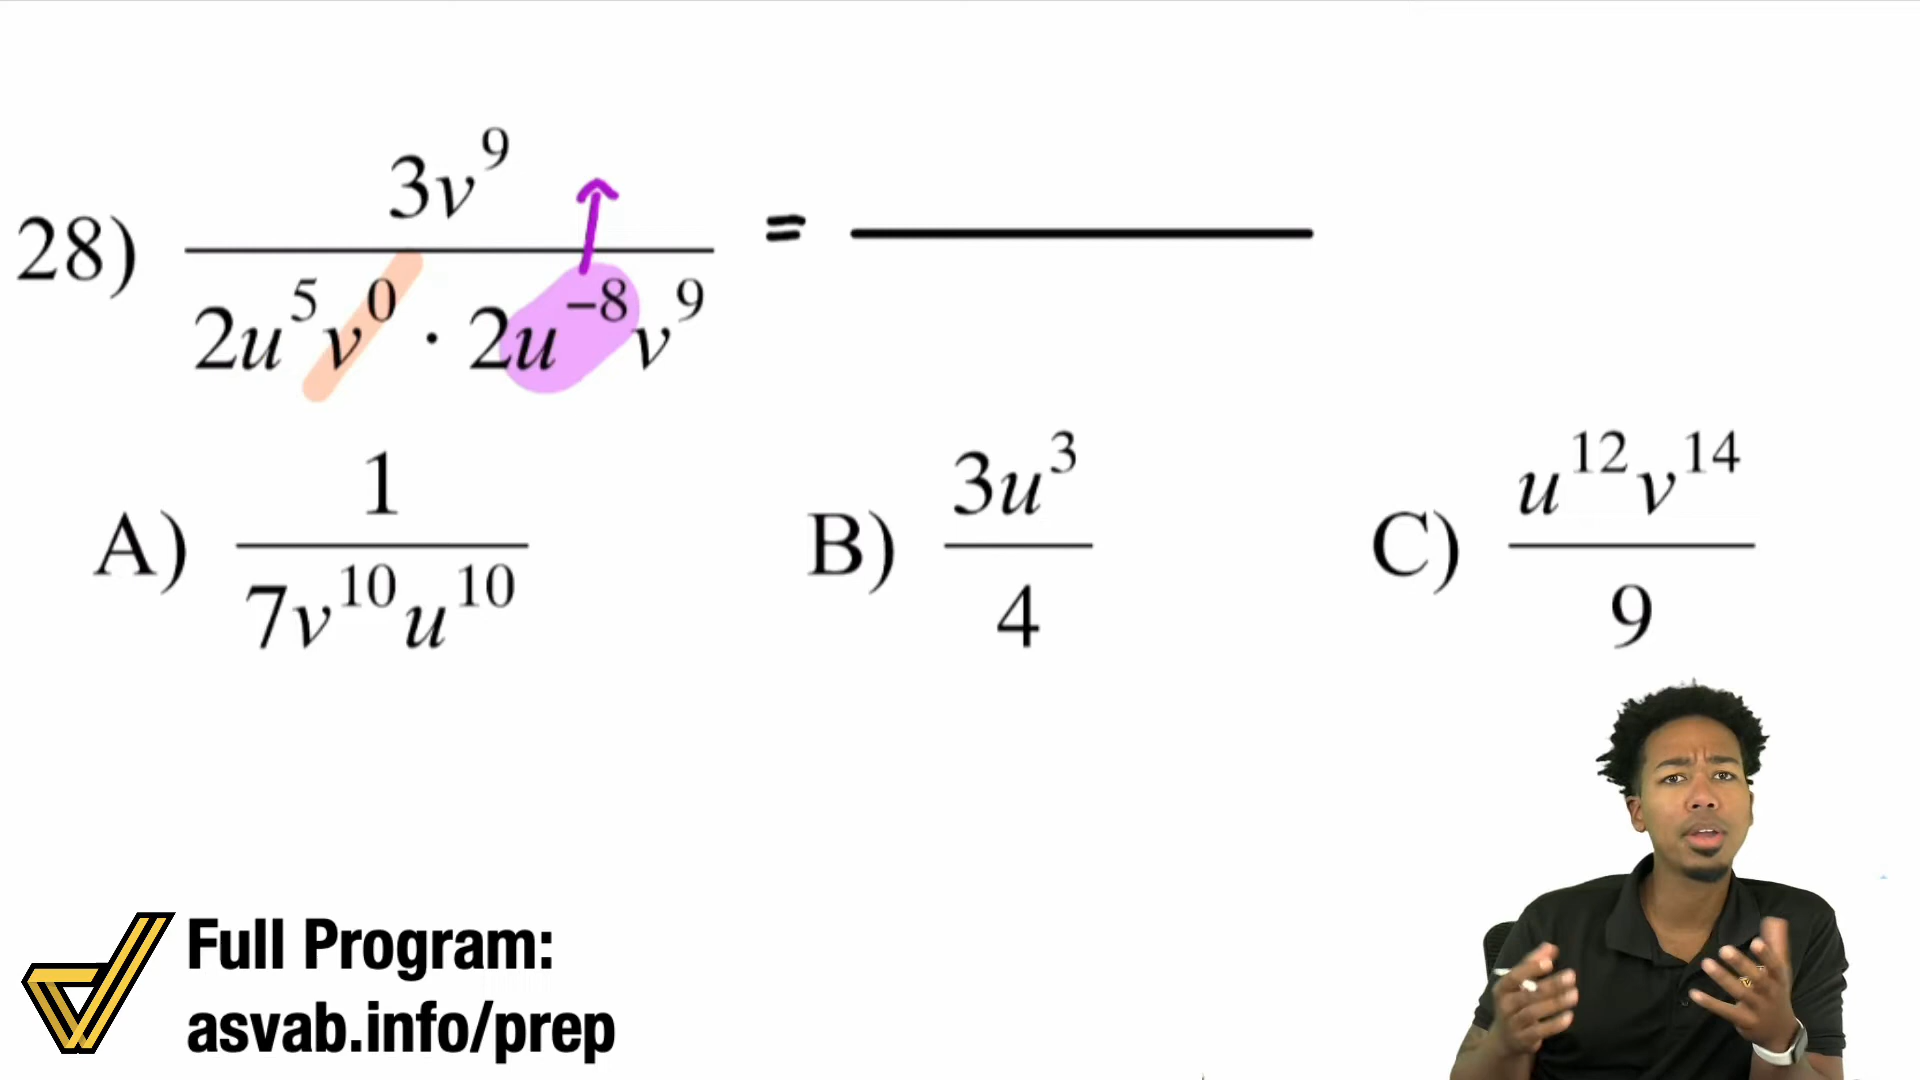 28) 3v^9 / 2u^5v^0 · 2u^−8v^9 =
A) 1 / 7v^10u^10
B) 3u^3 / 4
C) u^12v^14 / 9
Full Program:
asvab.info/prep